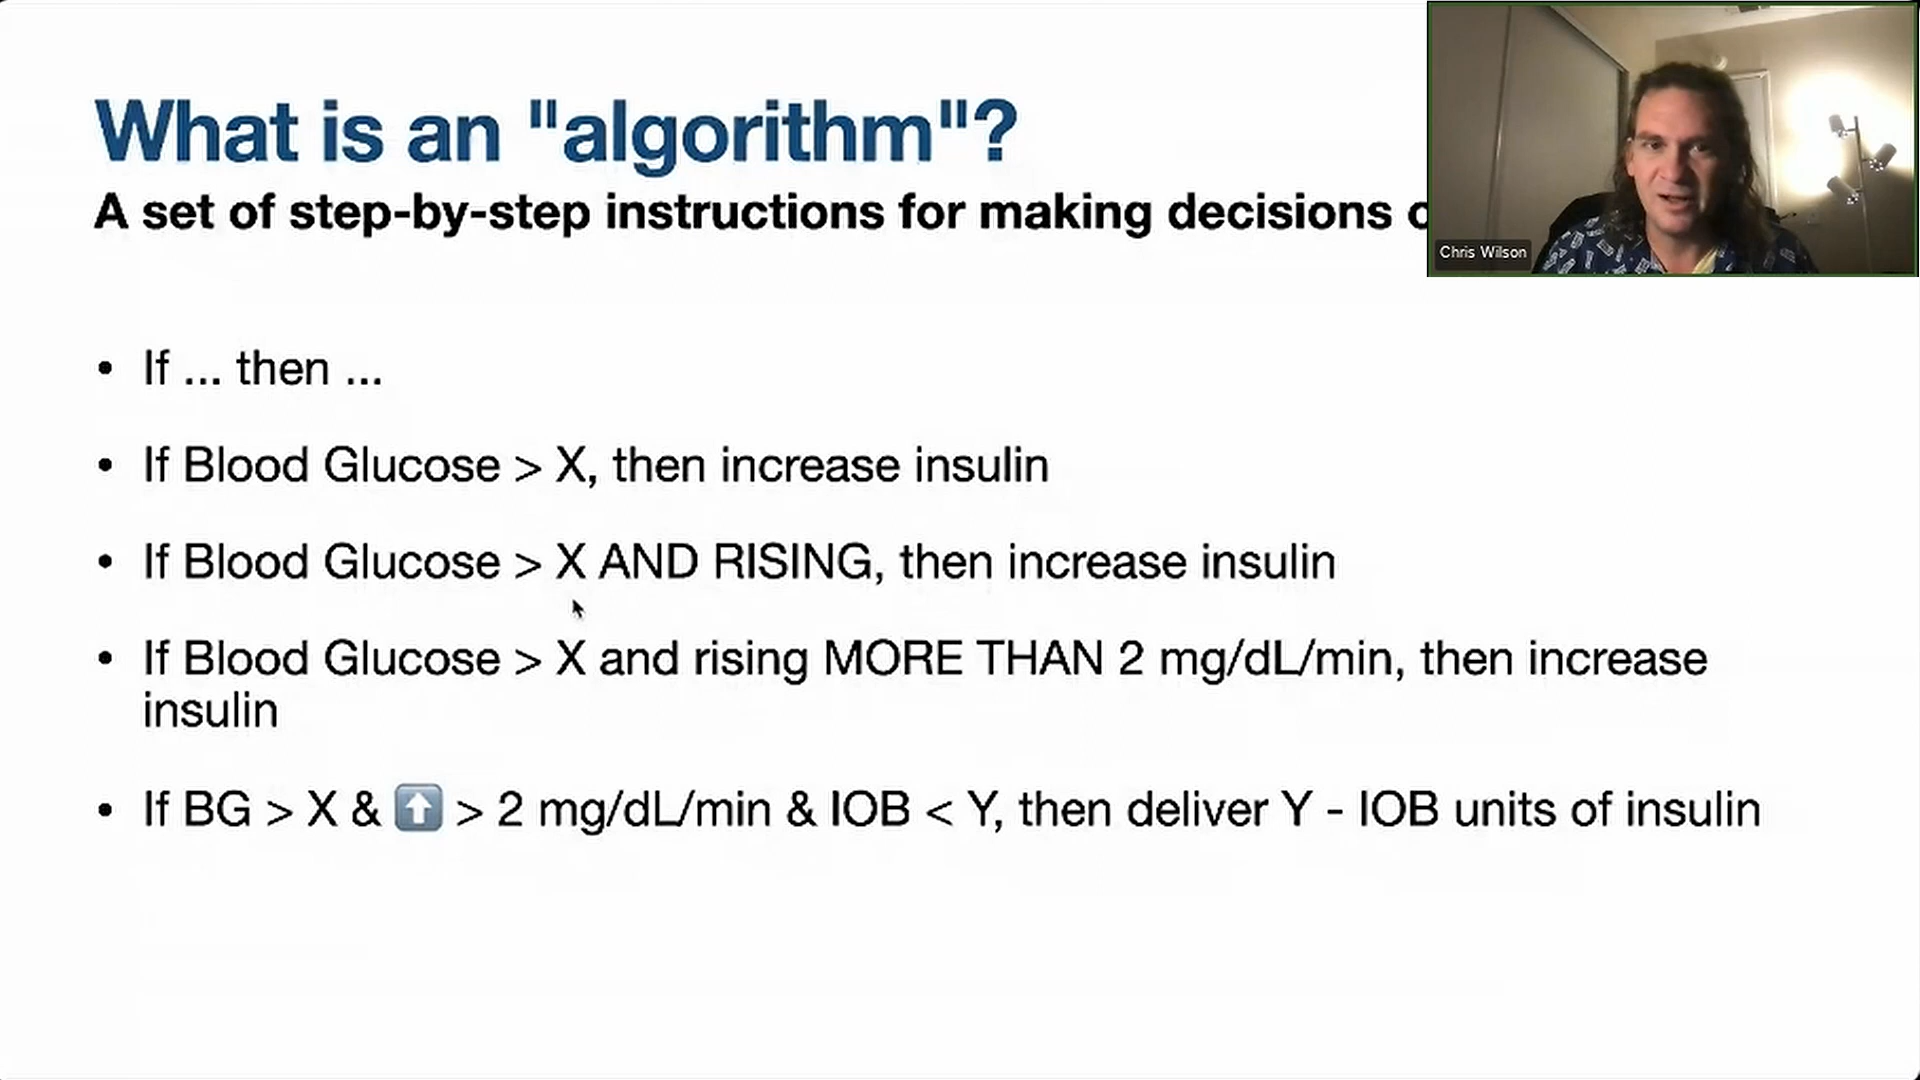 What is an "algorithm"?
A set of step-by-step instructions for making decisions
Chris Wilson
• If ... then ...
• If Blood Glucose > X, then increase insulin
• If Blood Glucose > X AND RISING, then increase insulin
• If Blood Glucose > X and rising MORE THAN 2 mg/dL/min, then increase
insulin
• If BG > X & ⬆️ > 2 mg/dL/min & IOB < Y, then deliver Y - IOB units of insulin